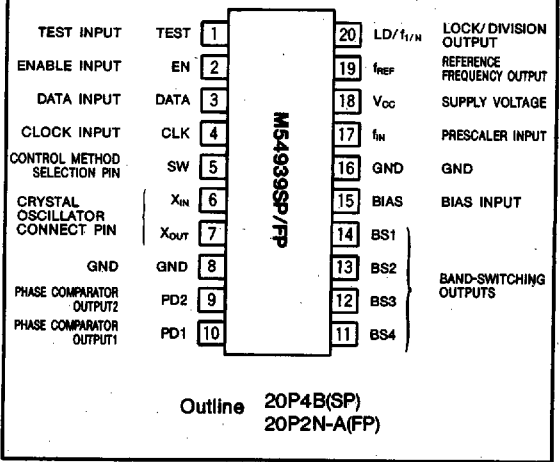 TEST INPUT TEST 1 20 LD/f1/N LOCK/DIVISION OUTPUT
ENABLE INPUT EN 2 19 fREF REFERENCE FREQUENCY OUTPUT
DATA INPUT DATA 3 18 VCC SUPPLY VOLTAGE
CLOCK INPUT CLK 4 17 fIN PRESCALER INPUT
CONTROL METHOD SELECTION PIN SW 5 16 GND GND
CRYSTAL OSCILLATOR CONNECT PIN XIN 6 15 BIAS BIAS INPUT
XOUT 7 14 BS1
GND GND 8 13 BS2 BAND-SWITCHING OUTPUTS
PHASE COMPARATOR OUTPUT2 PD2 9 12 BS3
PHASE COMPARATOR OUTPUT1 PD1 10 11 BS4
M54939SP/FP
Outline 20P4B(SP)
20P2N-A(FP)